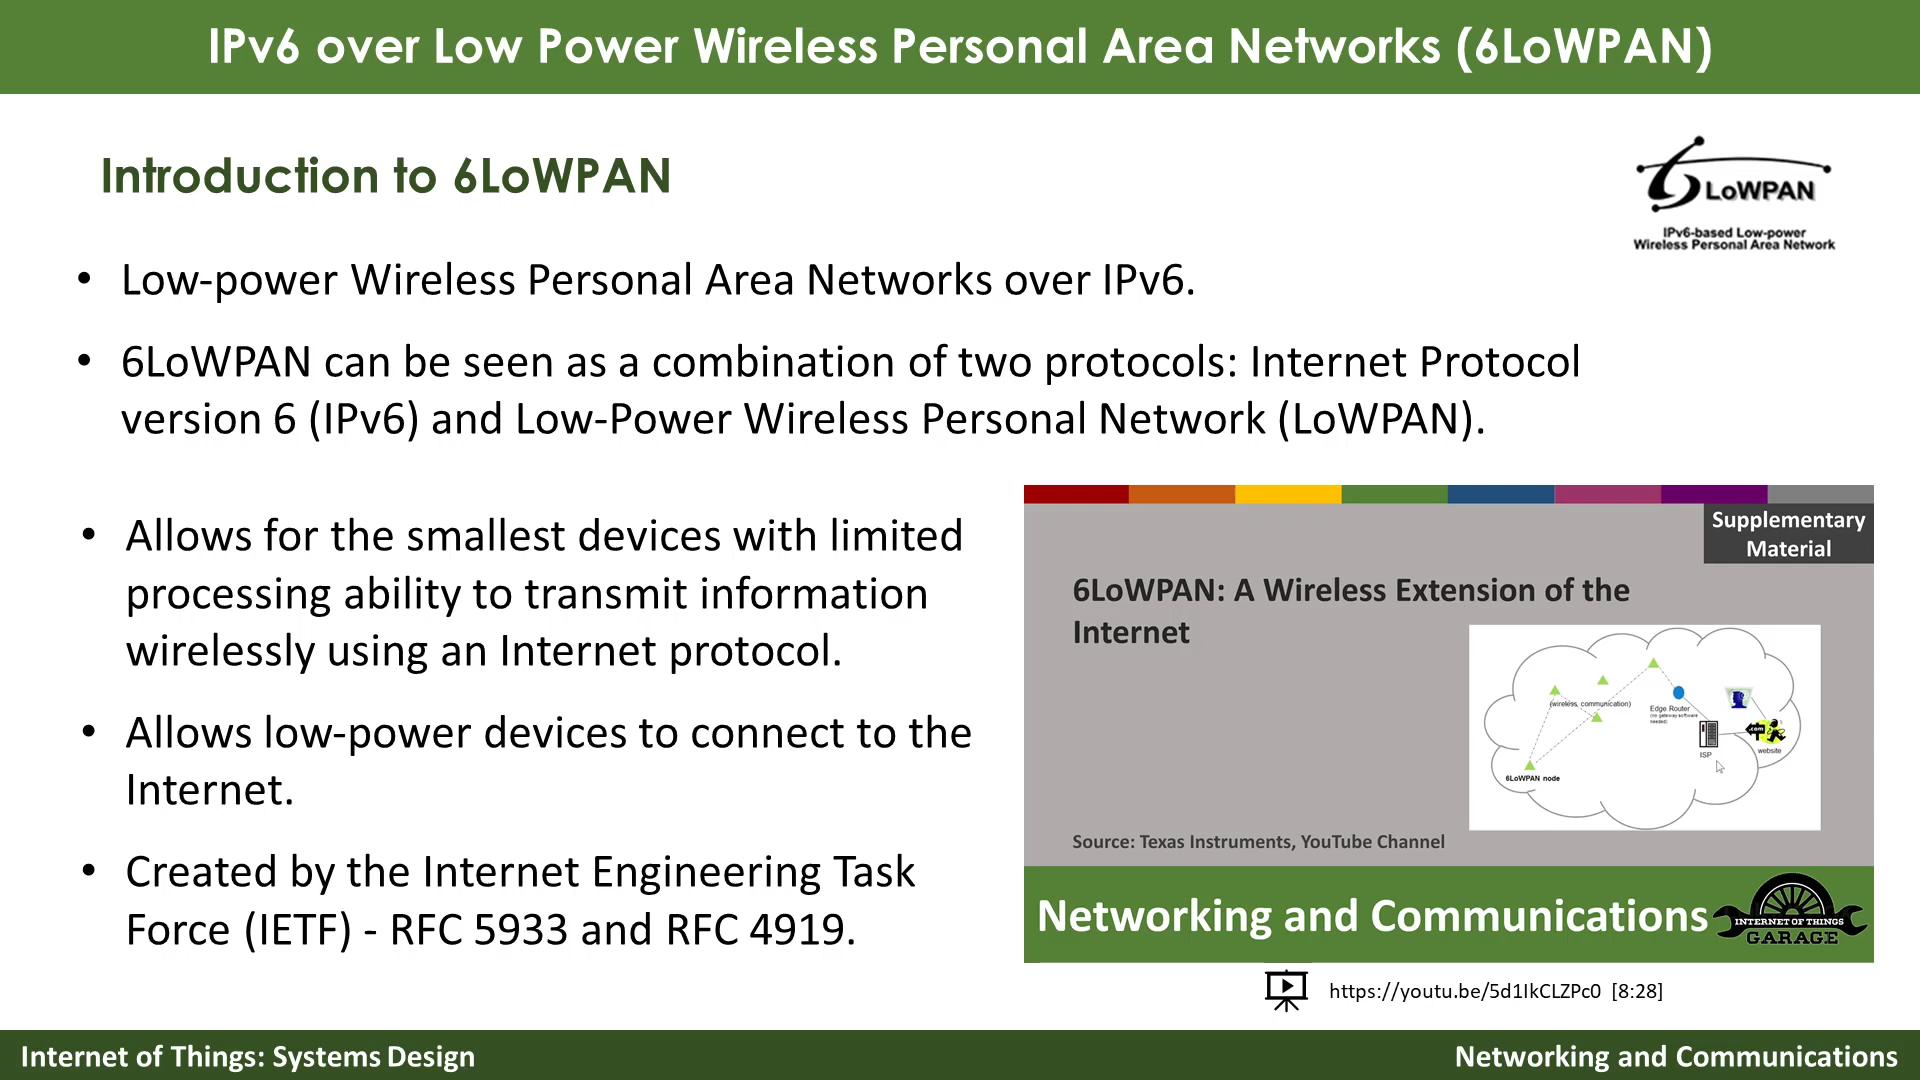 IPv6 over Low Power Wireless Personal Area Networks (6LoWPAN)
Introduction to 6LoWPAN
6 LoWPAN
IPv6-based Low-power
Wireless Personal Area Network
• Low-power Wireless Personal Area Networks over IPv6.
• 6LoWPAN can be seen as a combination of two protocols: Internet Protocol
version 6 (IPv6) and Low-Power Wireless Personal Network (LoWPAN).
• Allows for the smallest devices with limited
processing ability to transmit information
wirelessly using an Internet protocol.
• Allows low-power devices to connect to the
Internet.
• Created by the Internet Engineering Task
Force (IETF) - RFC 5933 and RFC 4919.
Supplementary
Material
6LoWPAN: A Wireless Extension of the
Internet
(wireless communication)
Edge Router
(no gateway software
needed)
.com
ISP
website
6LoWPAN node
Source: Texas Instruments, YouTube Channel
Networking and Communications
INTERNET OF THINGS
GARAGE
https://youtu.be/5d1IkCLZPc0 [8:28]
Internet of Things: Systems Design
Networking and Communications